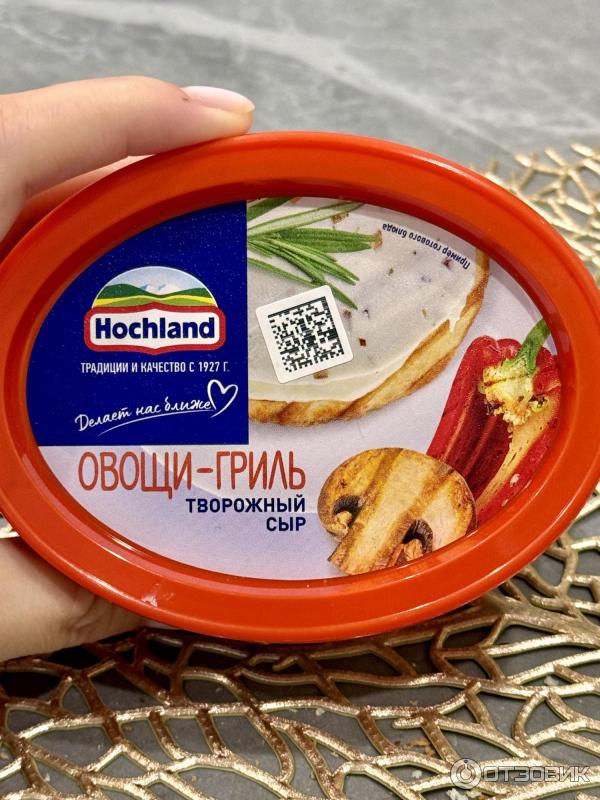 Пример готового блюда
Hochland
ТРАДИЦИИ И КАЧЕСТВО С 1927 Г.
Делает нас ближе
ОВОЩИ-ГРИЛЬ
ТВОРОЖНЫЙ
СЫР
ОТЗОВИК